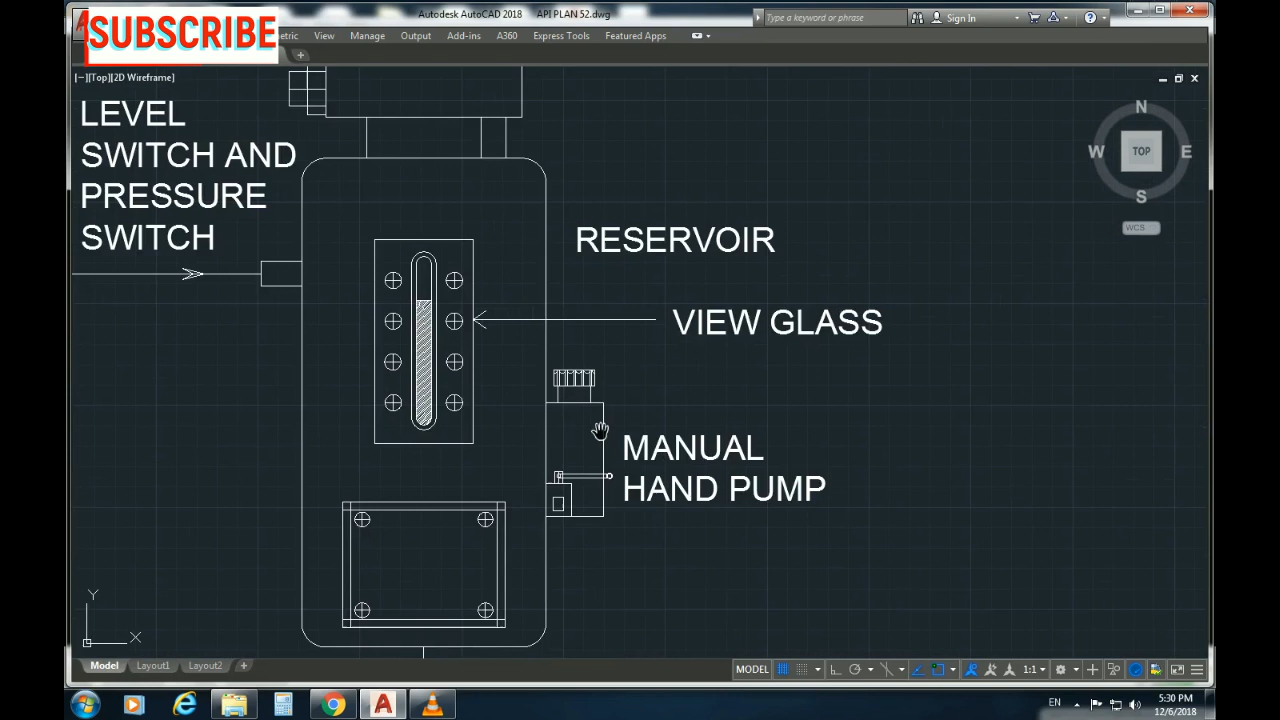 Autodesk AutoCAD 2018 API PLAN 52.dwg
Type a keyword or phrase
Sign In
SUBSCRIBE
View Manage Output Add-ins A360 Express Tools Featured Apps
[−][Top][2D Wireframe]
LEVEL
SWITCH AND
PRESSURE
SWITCH
N
W TOP E
S
WCS
RESERVOIR
VIEW GLASS
MANUAL
HAND PUMP
Y
X
Model Layout1 Layout2 +
MODEL 1:1
EN
5:30 PM
12/6/2018